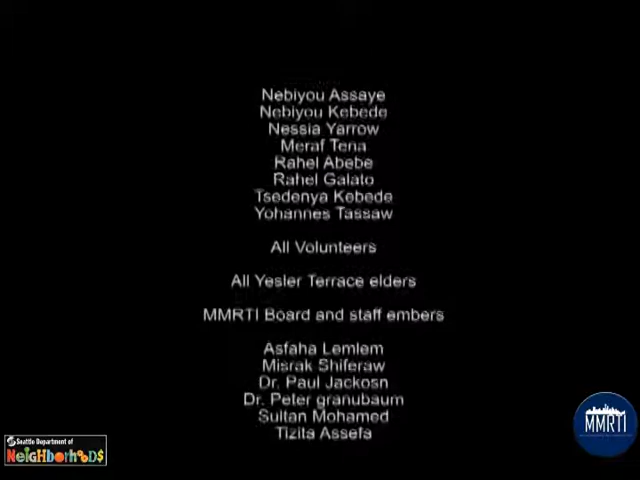 Nebiyou Assaye
Nebiyou Kebede
Nessia Yarrow
Meraf Tena
Rahel Abebe
Rahel Galato
Tsedenya Kebede
Yohannes Tassaw
All Volunteers
All Yesler Terrace elders
MMRTI Board and staff embers
Asfaha Lemlem
Misrak Shiferaw
Dr. Paul Jackosn
Dr. Peter granubaum
Sultan Mohamed
Tizita Assefa
Seattle Department of
NeigHborhoods
MMRTI